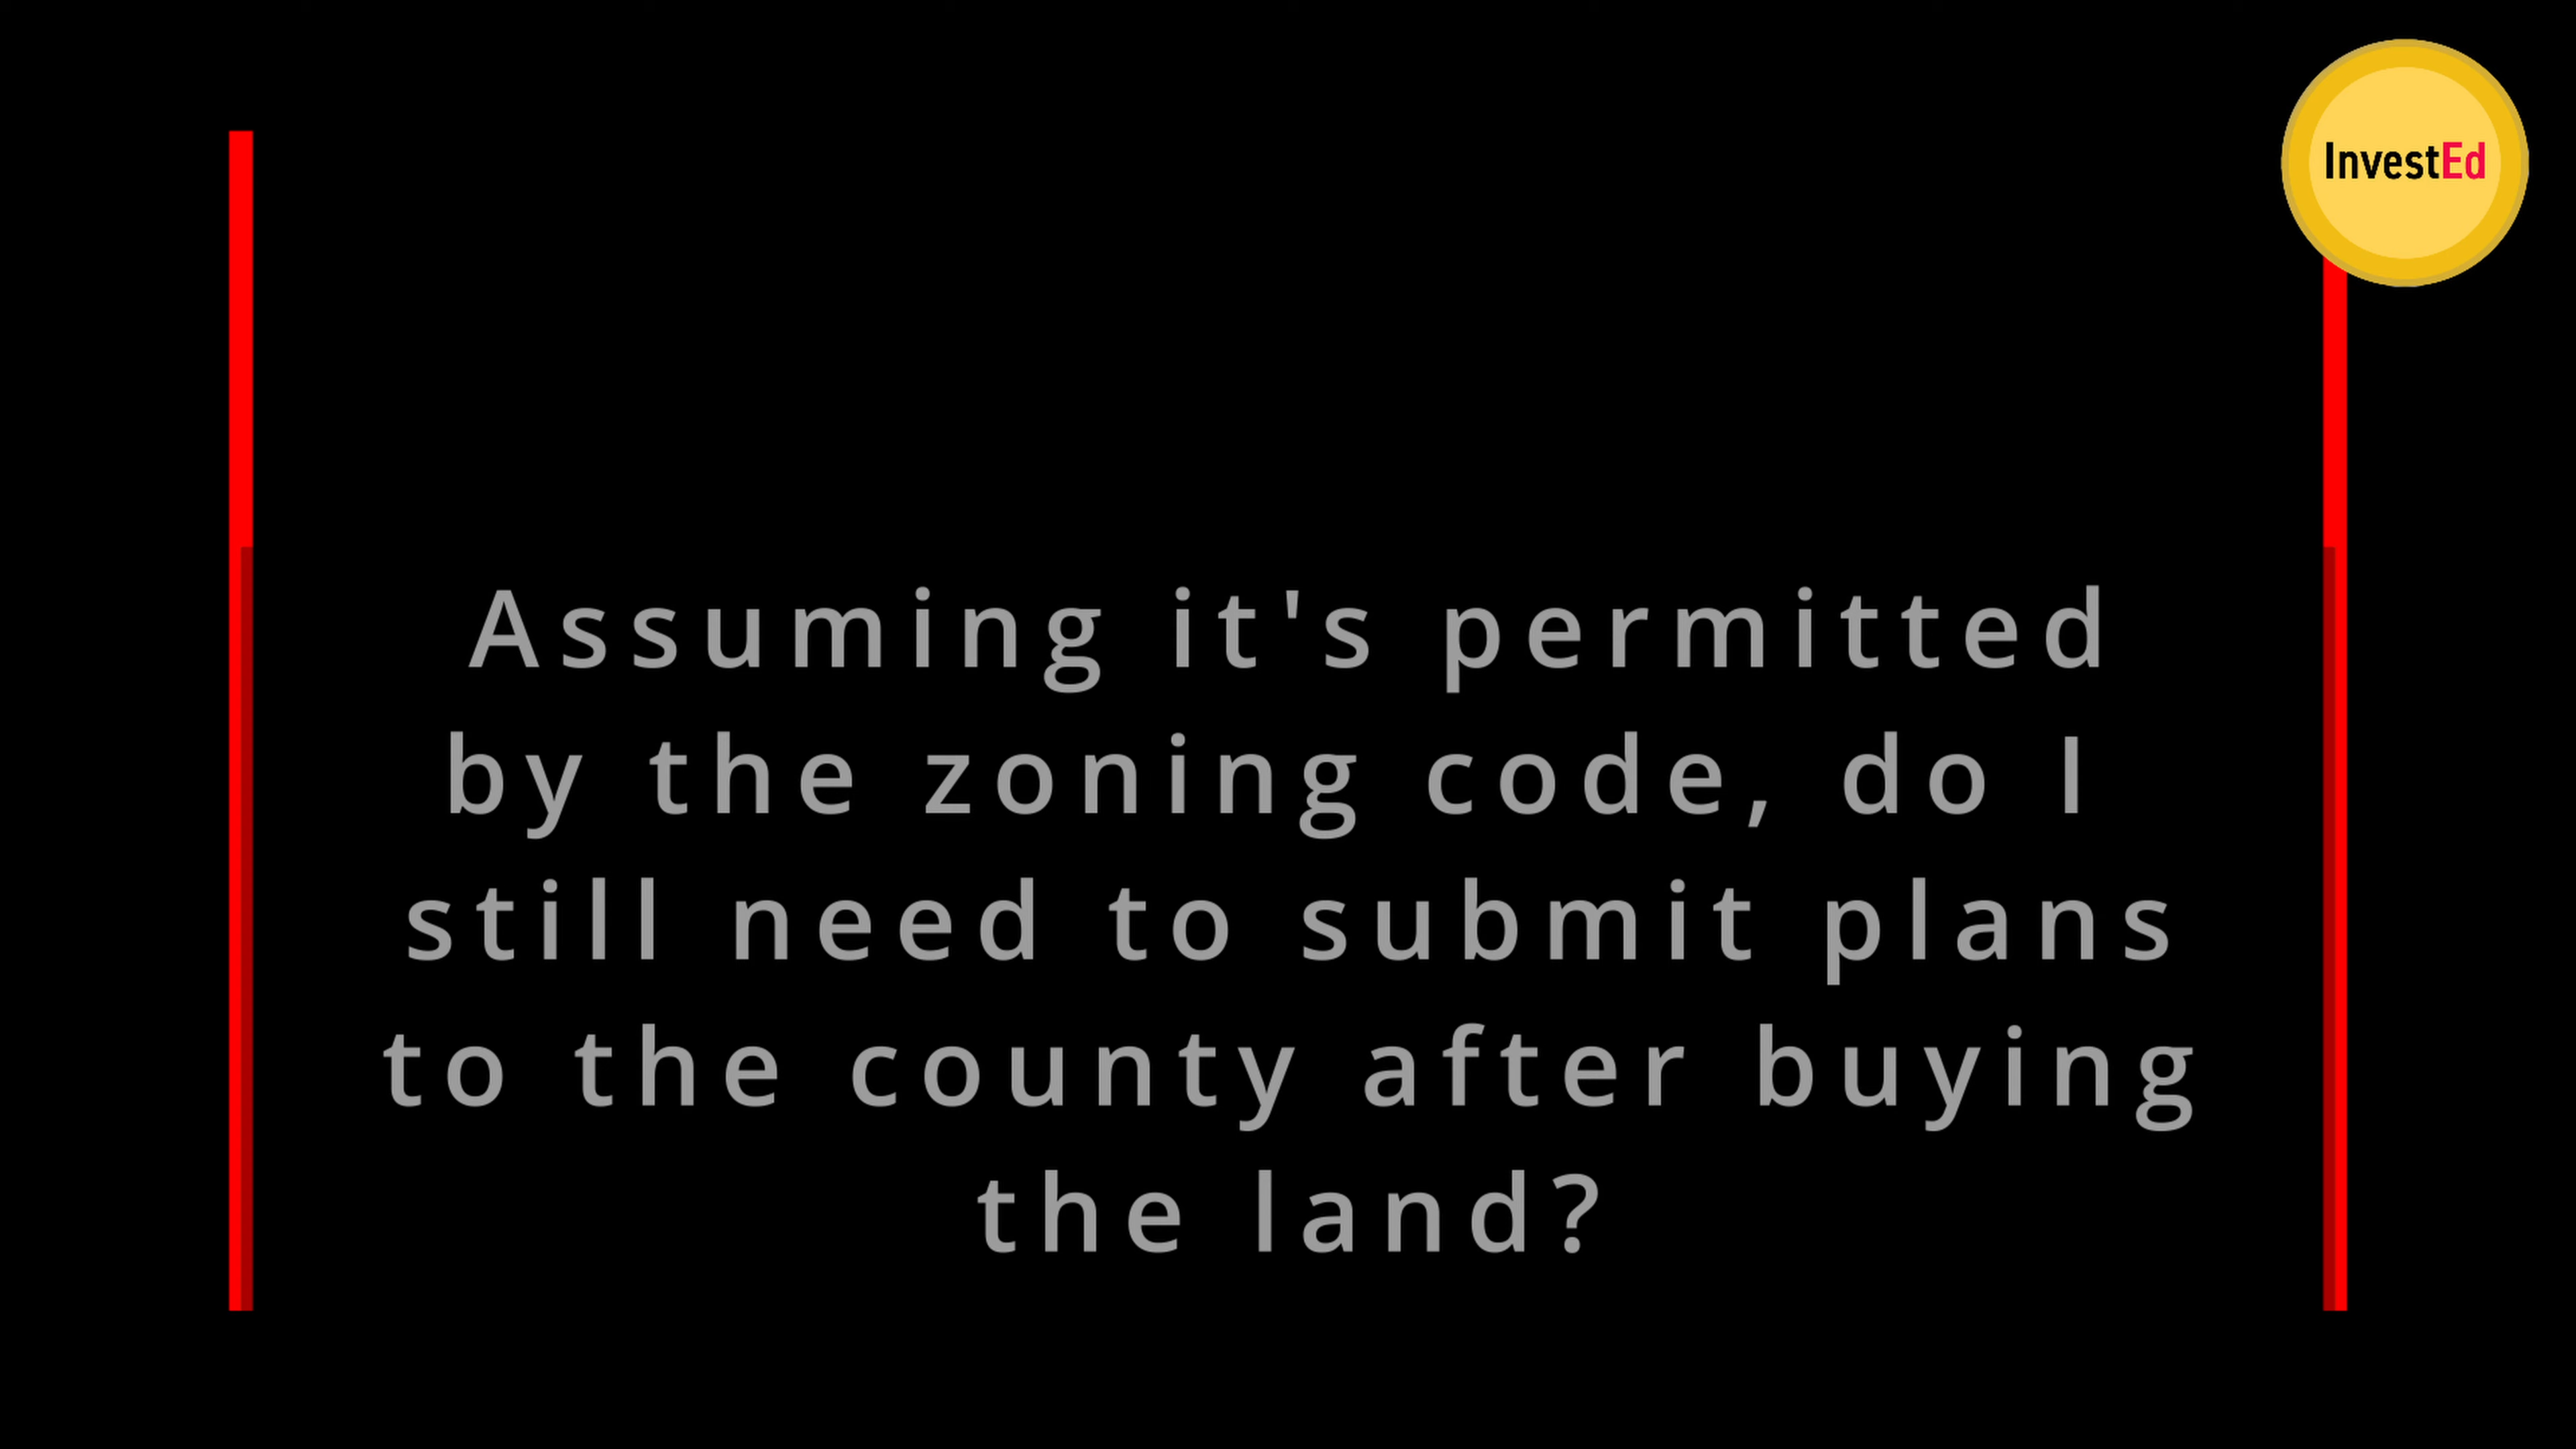 InvestEd
Assuming it's permitted
by the zoning code, do I
still need to submit plans
to the county after buying
the land?